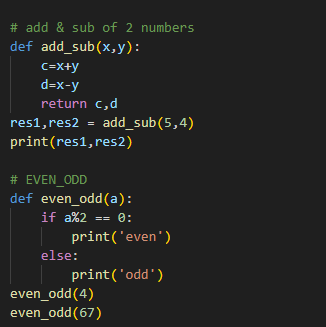 # add & sub of 2 numbers
def add_sub(x,y):
    c=x+y
    d=x-y
    return c,d
res1,res2 = add_sub(5,4)
print(res1,res2)

# EVEN_ODD
def even_odd(a):
    if a%2 == 0:
        print('even')
    else:
        print('odd')
even_odd(4)
even_odd(67)